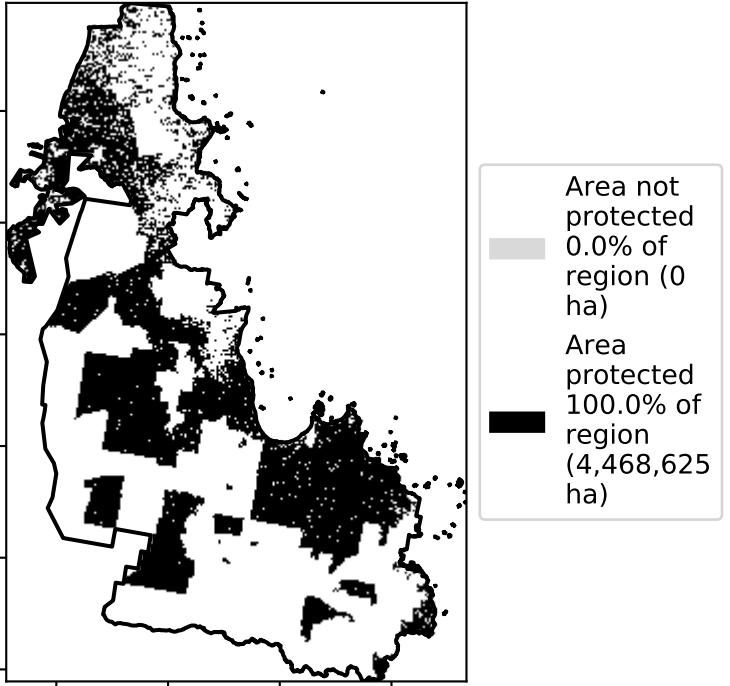 Area not
protected
0.0% of
region (0
ha)
Area
protected
100.0% of
region
(4,468,625
ha)